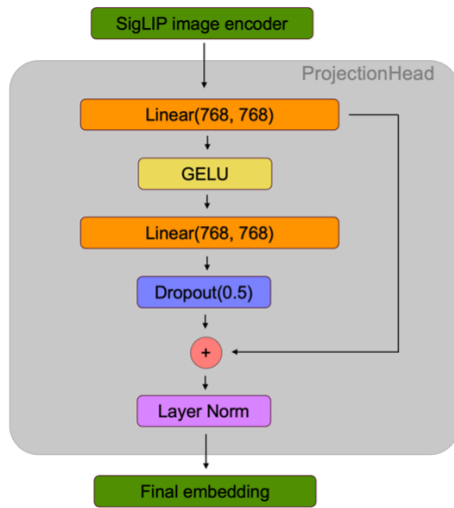 SigLIP image encoder
ProjectionHead
Linear(768, 768)
GELU
Linear(768, 768)
Dropout(0.5)
+
Layer Norm
Final embedding